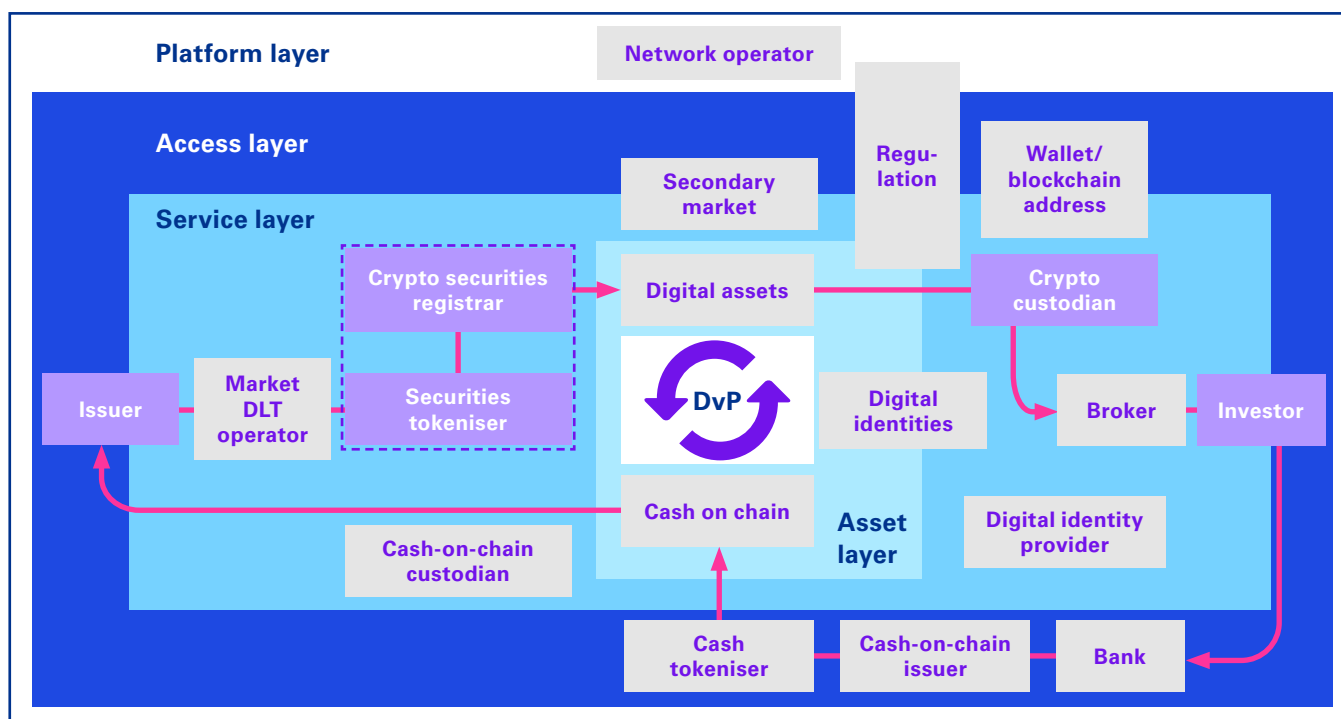 Platform layer
Network operator
Access layer
Regu-
lation
Wallet/
blockchain
address
Secondary
market
Service layer
Crypto securities
registrar
Digital assets
Crypto
custodian
Issuer
Market
DLT
operator
Securities
tokeniser
DvP
Digital
identities
Broker
Investor
Cash on chain
Asset
layer
Cash-on-chain
custodian
Digital identity
provider
Cash
tokeniser
Cash-on-chain
issuer
Bank